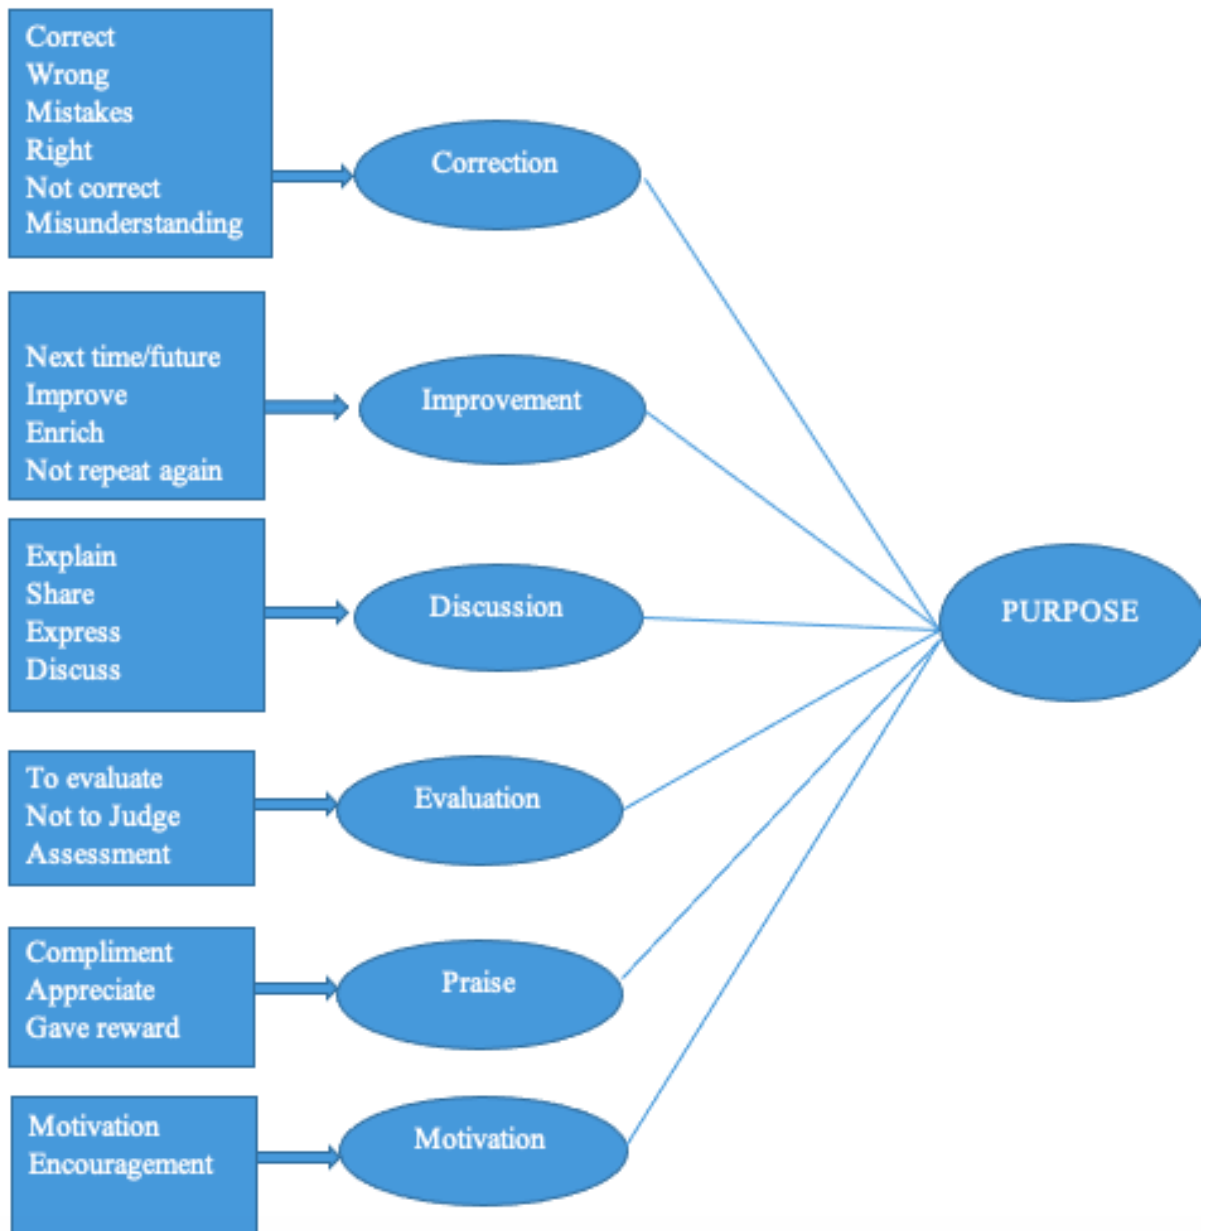 Correct
Wrong
Mistakes
Right
Not correct
Misunderstanding
Correction
Next time/future
Improve
Enrich
Not repeat again
Improvement
Explain
Share
Express
Discuss
Discussion
To evaluate
Not to Judge
Assessment
Evaluation
Compliment
Appreciate
Gave reward
Praise
Motivation
Encouragement
Motivation
PURPOSE